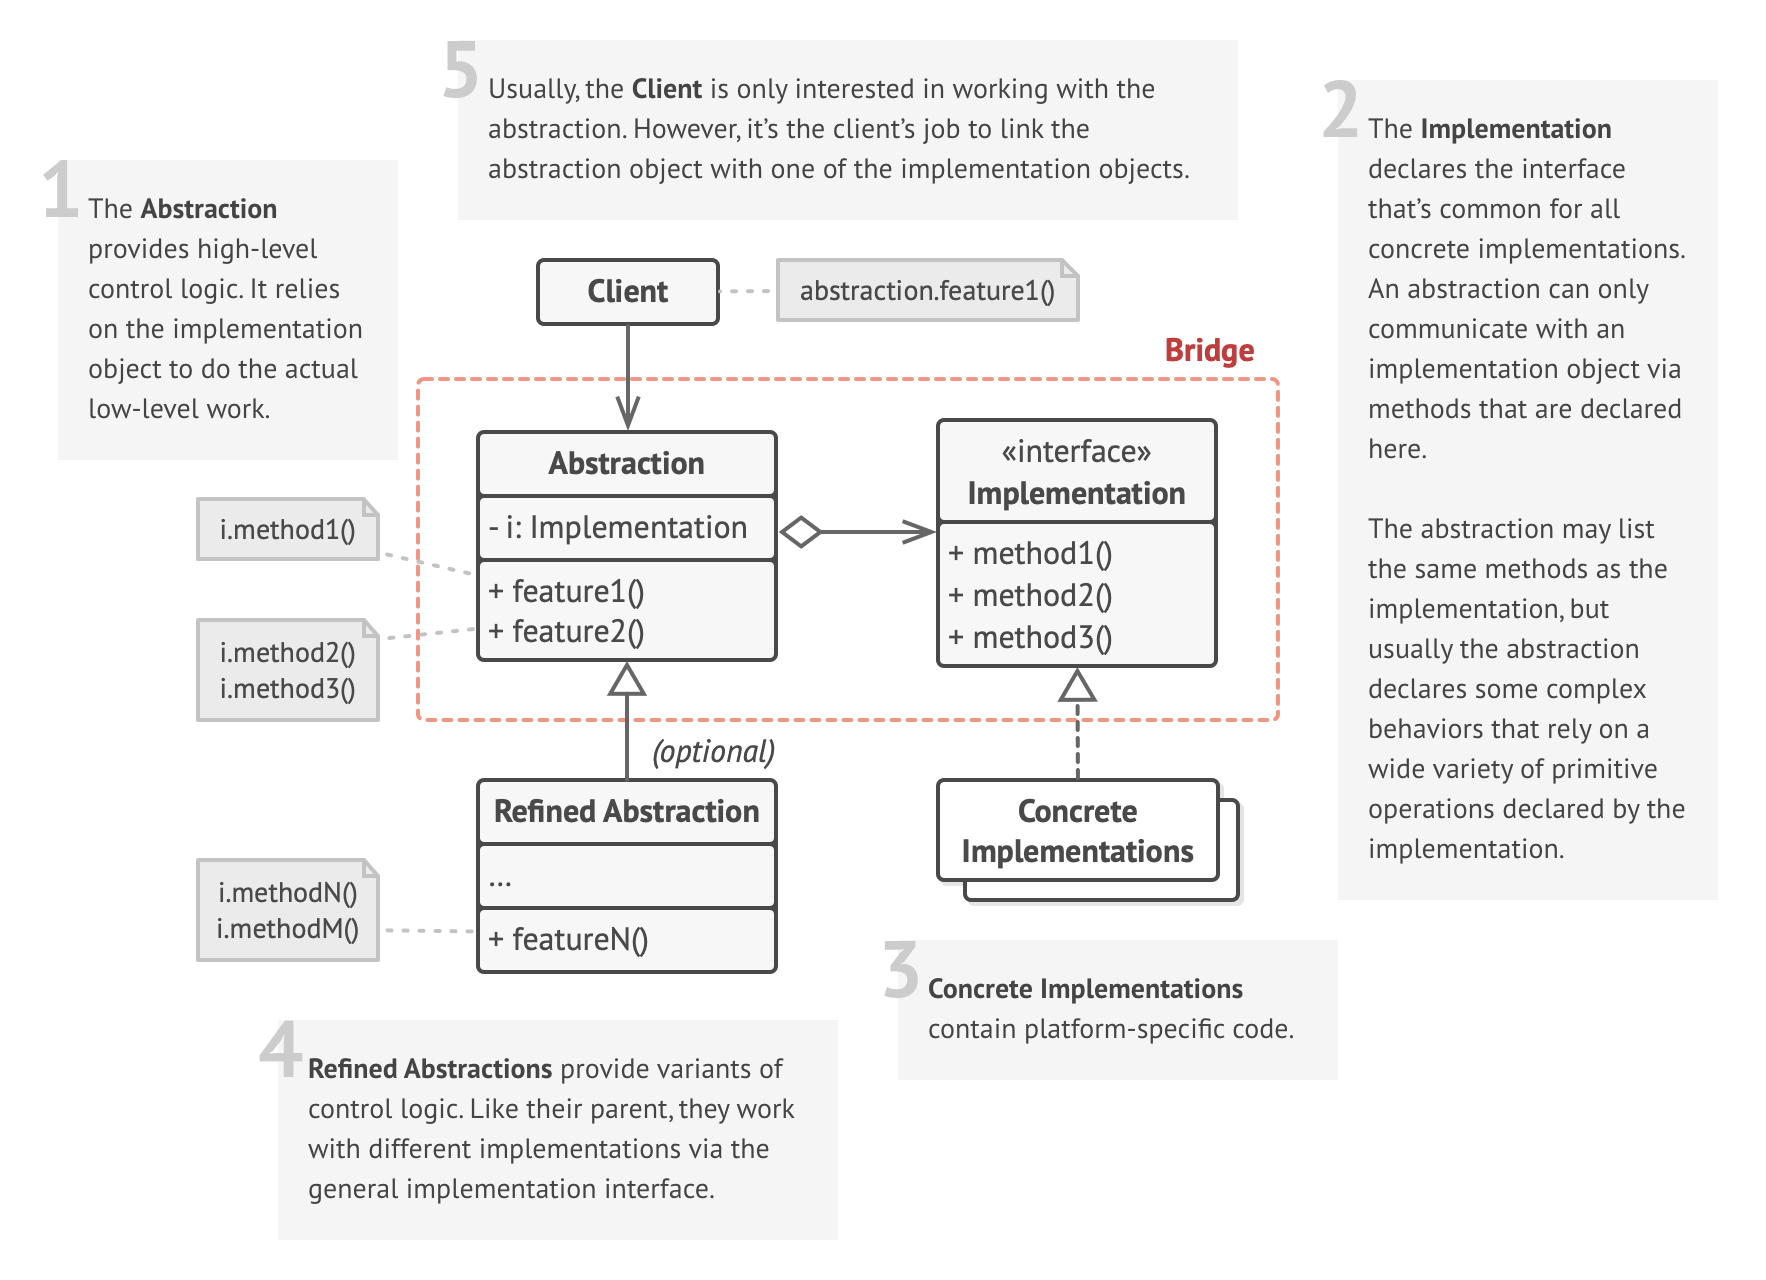 5
Usually, the Client is only interested in working with the
abstraction. However, it's the client's job to link the
abstraction object with one of the implementation objects.
1
The Abstraction
provides high-level
control logic. It relies
on the implementation
object to do the actual
low-level work.
2
The Implementation
declares the interface
that's common for all
concrete implementations.
An abstraction can only
communicate with an
implementation object via
methods that are declared
here.
The abstraction may list
the same methods as the
implementation, but
usually the abstraction
declares some complex
behaviors that rely on a
wide variety of primitive
operations declared by the
implementation.
Client
abstraction.feature1()
Bridge
Abstraction
- i: Implementation
+ feature1()
+ feature2()
«interface»
Implementation
+ method1()
+ method2()
+ method3()
i.method1()
i.method2()
i.method3()
(optional)
Refined Abstraction
...
+ featureN()
Concrete
Implementations
i.methodN()
i.methodM()
3
Concrete Implementations
contain platform-specific code.
4
Refined Abstractions provide variants of
control logic. Like their parent, they work
with different implementations via the
general implementation interface.